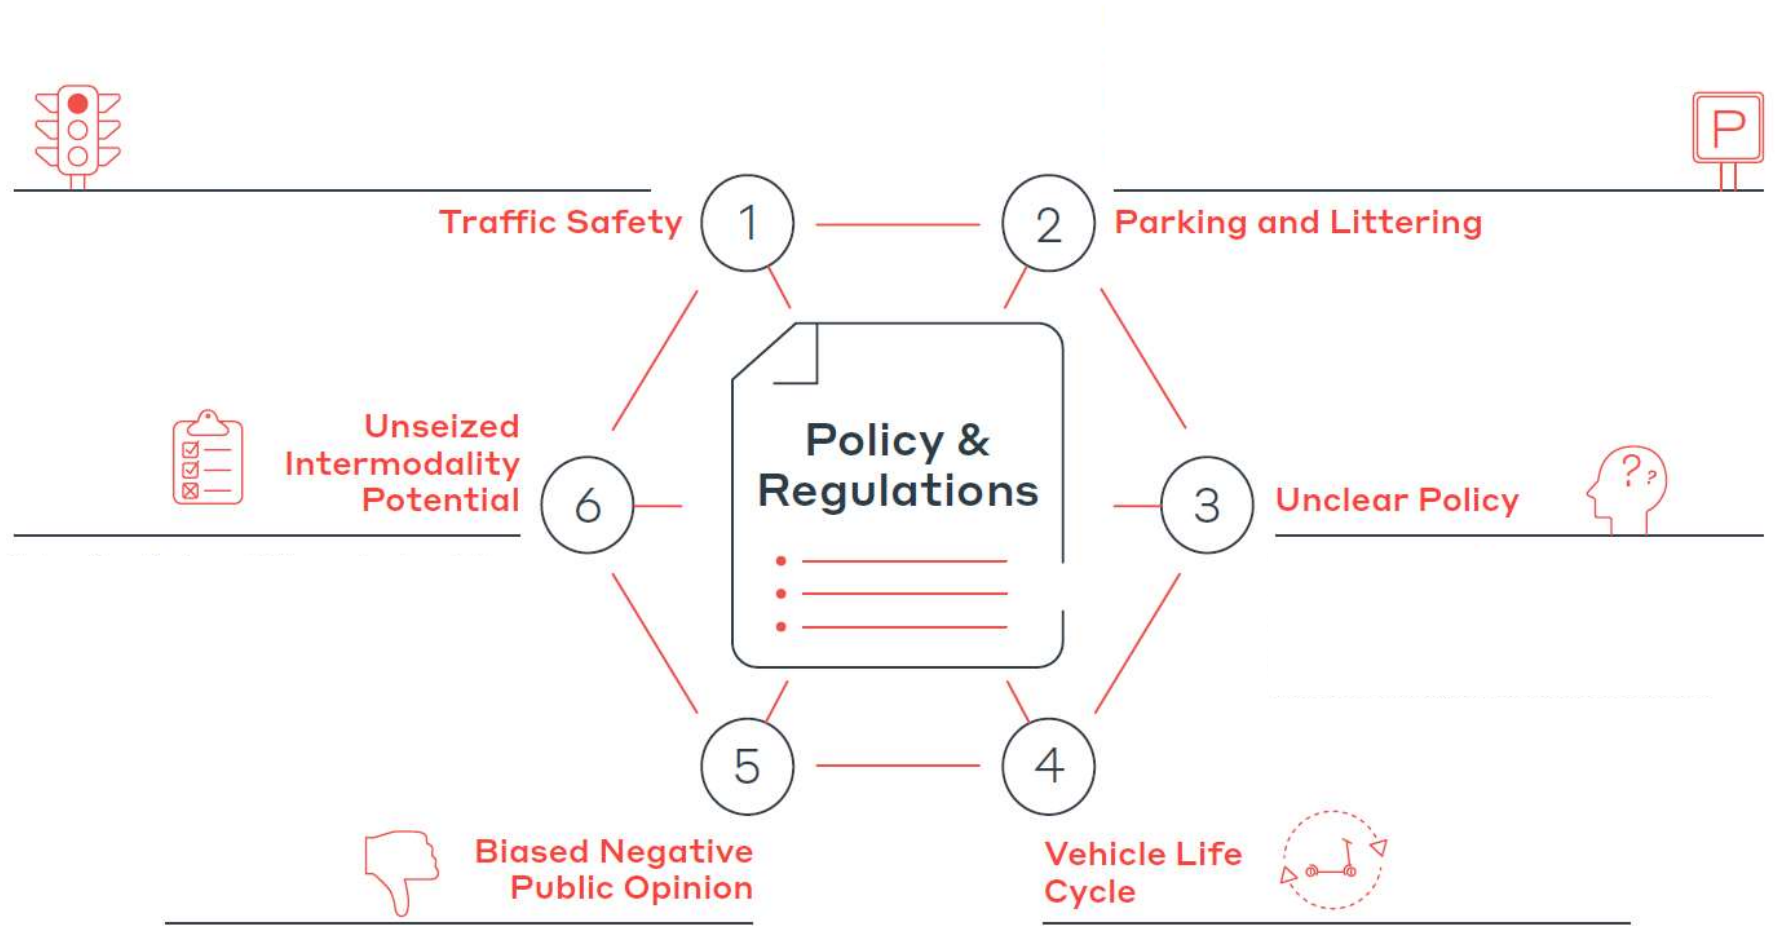 P
1
Traffic Safety
2
Parking and Littering
Policy &
Regulations
3
Unclear Policy
? ?
4
Vehicle Life
Cycle
5
Biased Negative
Public Opinion
6
Unseized
Intermodality
Potential